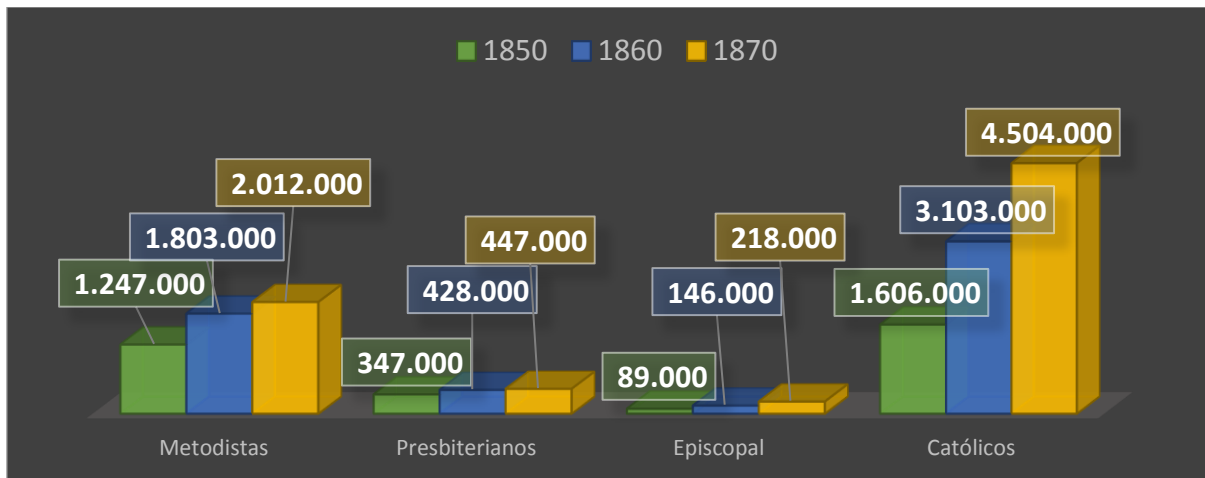 1850 1860 1870
1.247.000 1.803.000 2.012.000
347.000 428.000 447.000
89.000 146.000 218.000
1.606.000 3.103.000 4.504.000
Metodistas Presbiterianos Episcopal Católicos